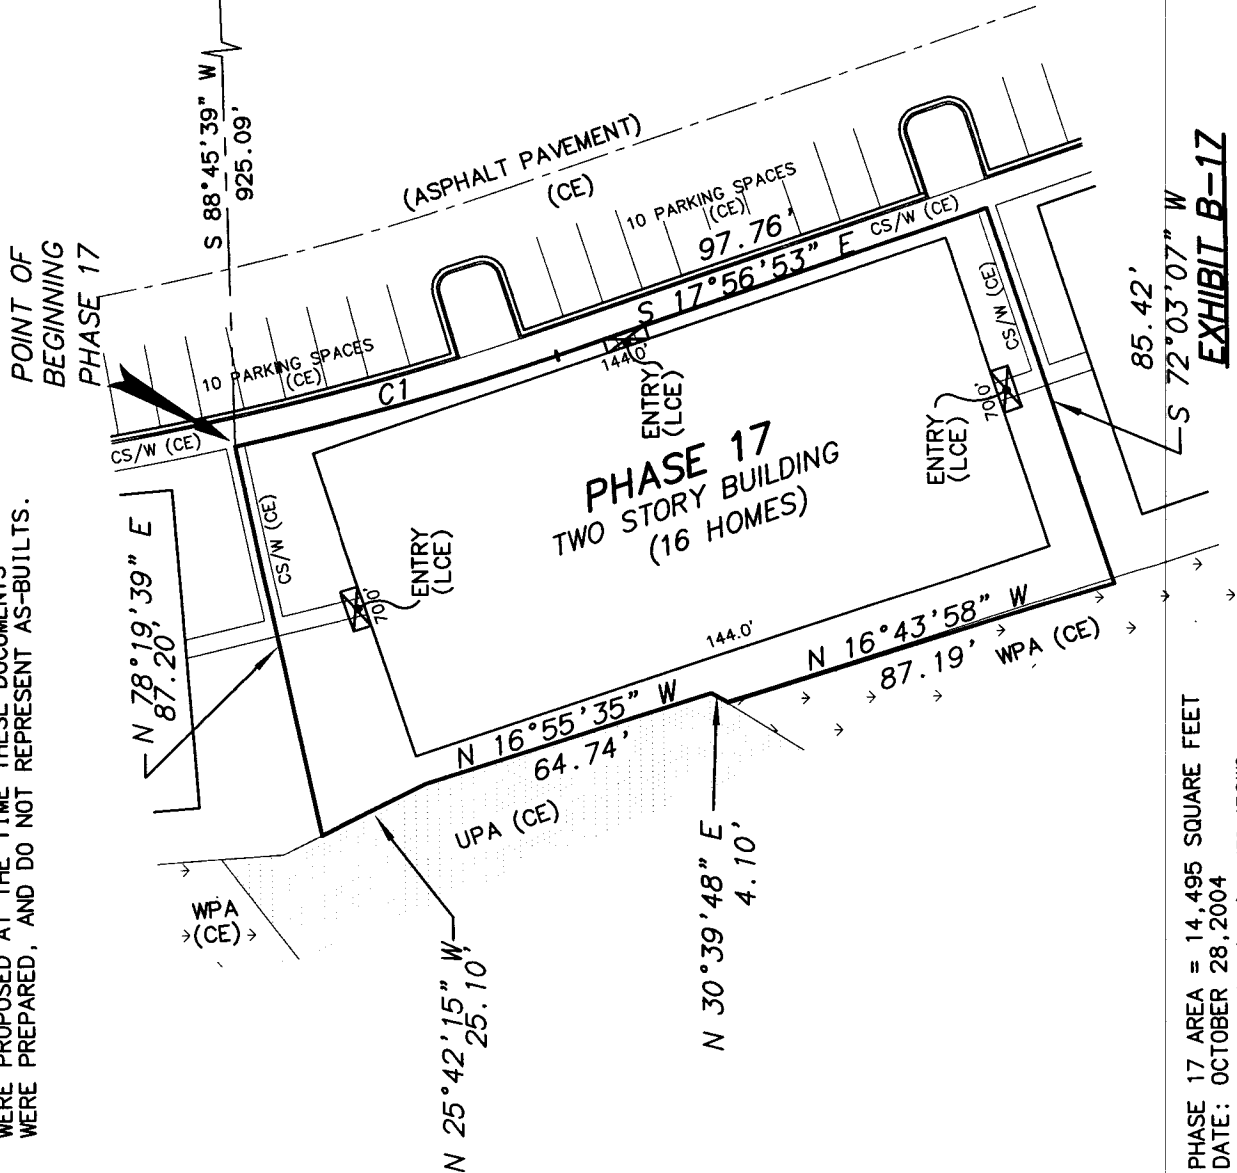 WERE PROPOSED AT THE TIME THESE DOCUMENTS
WERE PREPARED, AND DO NOT REPRESENT AS-BUILTS.
POINT OF
BEGINNING
PHASE 17
S 88°45'39" W
925.09'
(ASPHALT PAVEMENT)
(CE)
10 PARKING SPACES
(CE)
10 PARKING SPACES
(CE)
97.76'
S 17°56'53" E
CS/W (CE)
C1
CS/W (CE)
CS/W (CE)
N 78°19'39" E
87.20'
144.0'
ENTRY
(LCE)
70.0'
ENTRY
(LCE)
PHASE 17
TWO STORY BUILDING
(16 HOMES)
ENTRY
(LCE)
70.0'
CS/W (CE)
85.42'
S 72°03'07" W
EXHIBIT B-17
144.0'
N 16°43'58" W
87.19'
WPA (CE)
N 16°55'35" W
64.74'
UPA (CE)
WPA
(CE)
N 25°42'15" W
25.10'
N 30°39'48" E
4.10'
PHASE 17 AREA = 14,495 SQUARE FEET
DATE: OCTOBER 28,2004